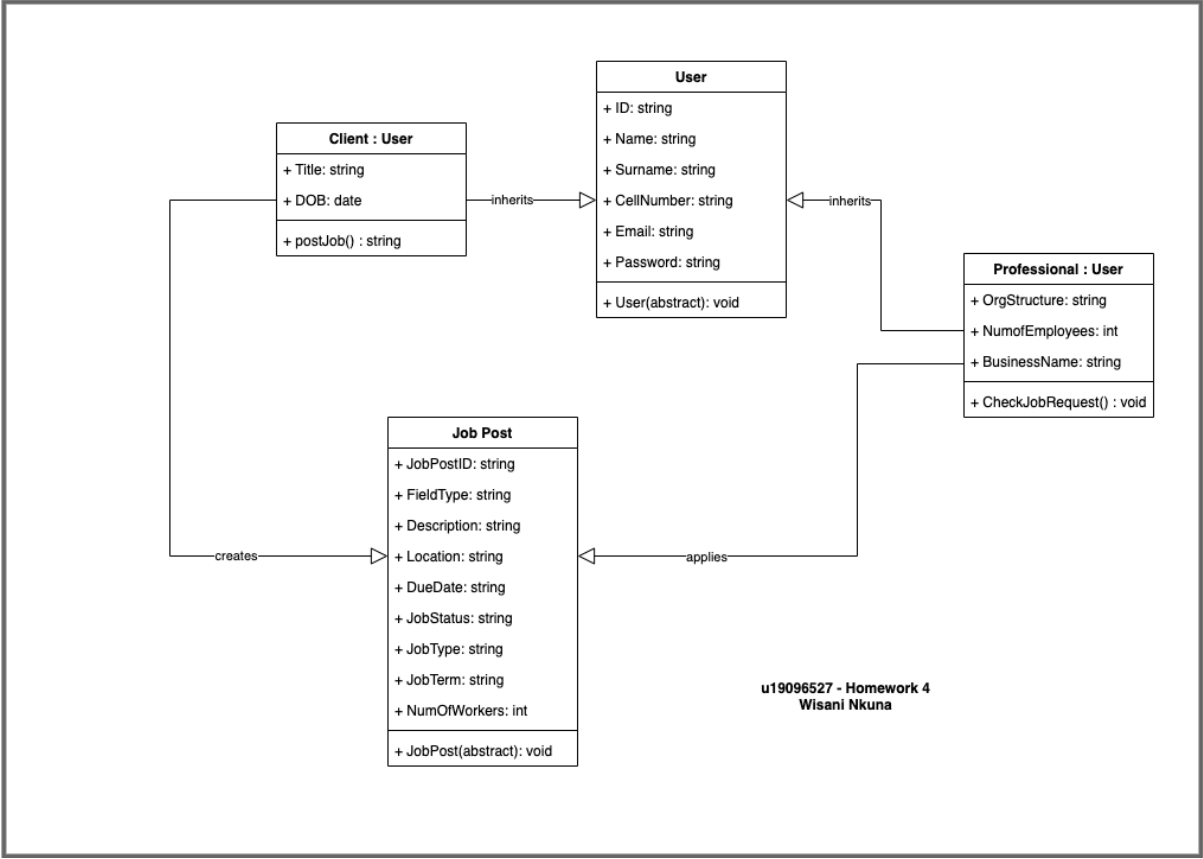 User
+ ID: string
+ Name: string
+ Surname: string
+ CellNumber: string
+ Email: string
+ Password: string
+ User(abstract): void
Client : User
+ Title: string
+ DOB: date
+ postJob() : string
inherits
inherits
Professional : User
+ OrgStructure: string
+ NumofEmployees: int
+ BusinessName: string
+ CheckJobRequest() : void
Job Post
+ JobPostID: string
+ FieldType: string
+ Description: string
+ Location: string
+ DueDate: string
+ JobStatus: string
+ JobType: string
+ JobTerm: string
+ NumOfWorkers: int
+ JobPost(abstract): void
creates
applies
u19096527 - Homework 4
Wisani Nkuna